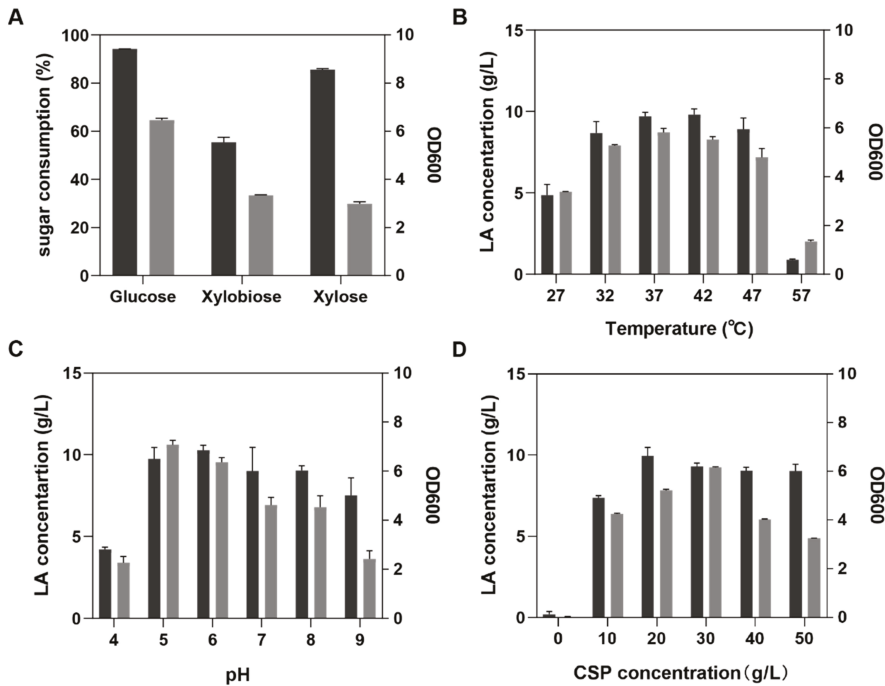 A
sugar consumption (%)
100
80
60
40
20
0
10
8
6
4
2
0
OD600
Glucose Xylobiose Xylose
B
LA concentartion (g/L)
15
10
5
0
10
8
6
4
2
0
OD600
27 32 37 42 47 57
Temperature (℃)
C
LA concentartion (g/L)
15
10
5
0
10
8
6
4
2
0
OD600
4 5 6 7 8 9
pH
D
LA concentartion (g/L)
15
10
5
0
10
8
6
4
2
0
OD600
0 10 20 30 40 50
CSP concentration（g/L）